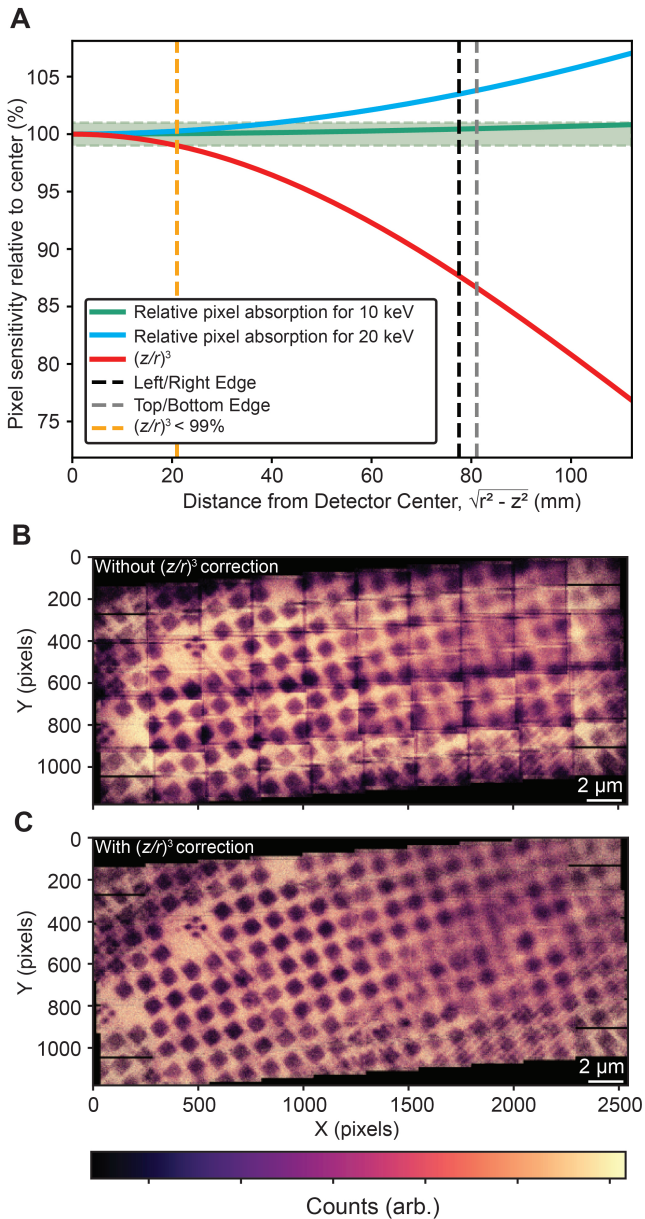 A
105
100
95
90
85
80
75
Pixel sensitivity relative to center (%)
Relative pixel absorption for 10 keV
Relative pixel absorption for 20 keV
(z/r)³
Left/Right Edge
Top/Bottom Edge
(z/r)³ < 99%
0 20 40 60 80 100
Distance from Detector Center, √r² - z² (mm)
B
Without (z/r)³ correction
0
200
400
600
800
1000
Y (pixels)
2 µm
C
With (z/r)³ correction
0
200
400
600
800
1000
Y (pixels)
2 µm
0 500 1000 1500 2000 2500
X (pixels)
Counts (arb.)